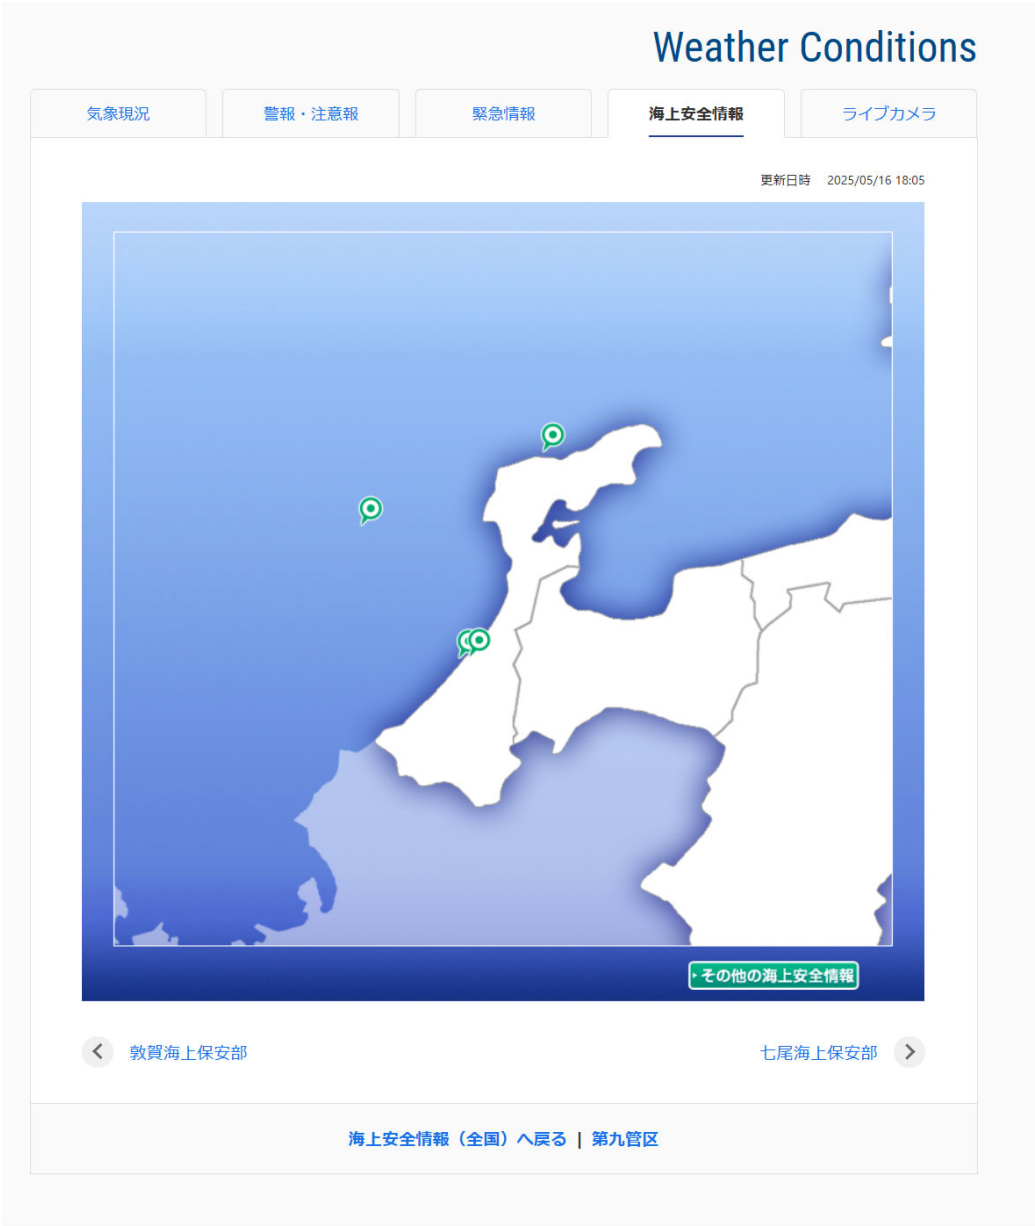 Weather Conditions
気象現況
警報・注意報
緊急情報
海上安全情報
ライブカメラ
更新日時 2025/05/16 18:05
その他の海上安全情報
敦賀海上保安部
七尾海上保安部
海上安全情報（全国）へ戻る | 第九管区